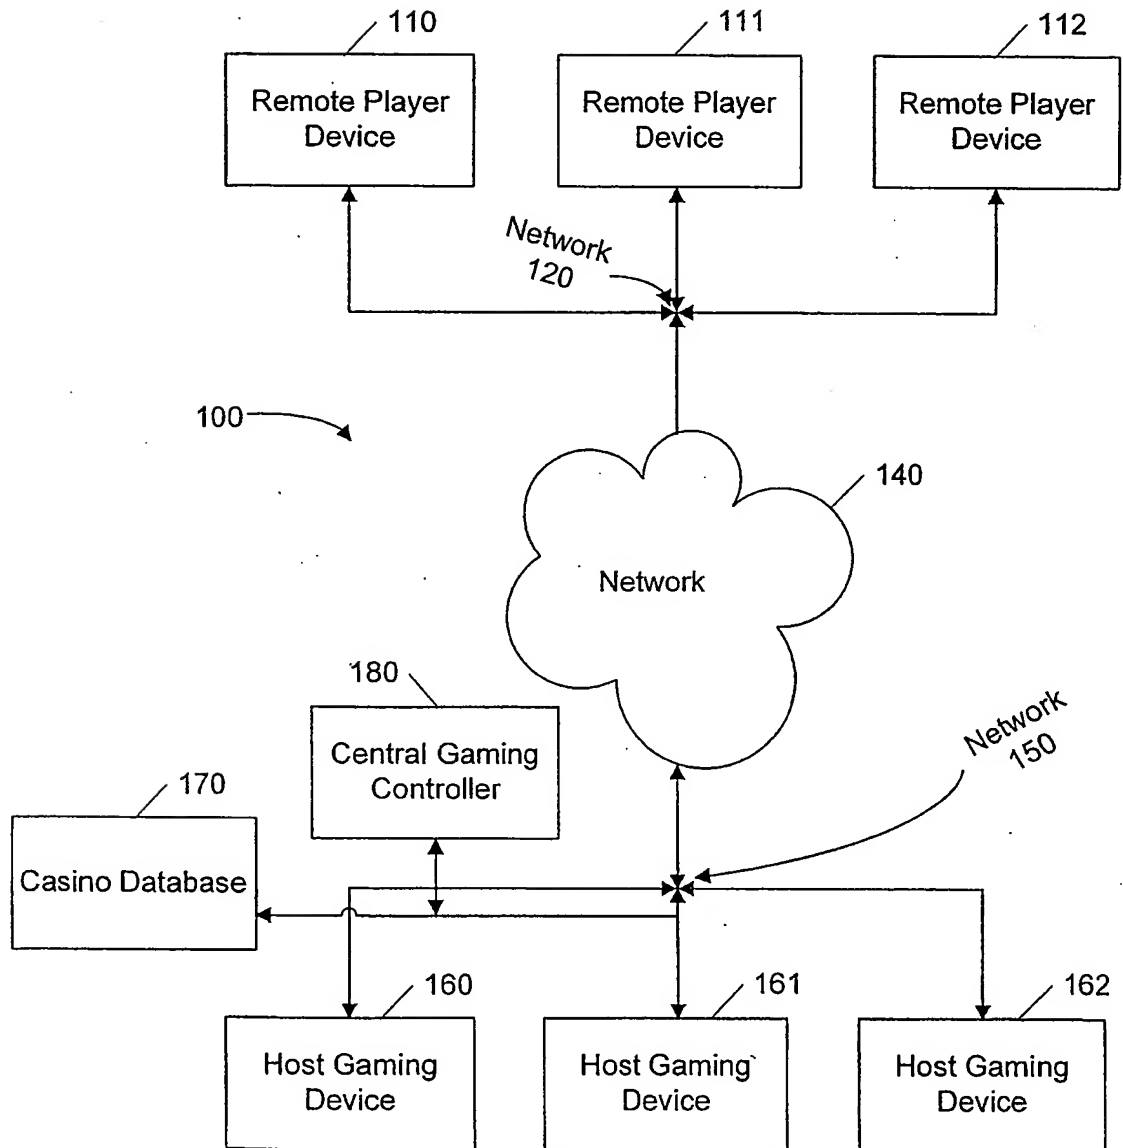 110
111
112
Remote Player
Device
Remote Player
Device
Remote Player
Device
Network
120
100
140
Network
180
Central Gaming
Controller
Network
150
170
Casino Database
160
161
162
Host Gaming
Device
Host Gaming
Device
Host Gaming
Device